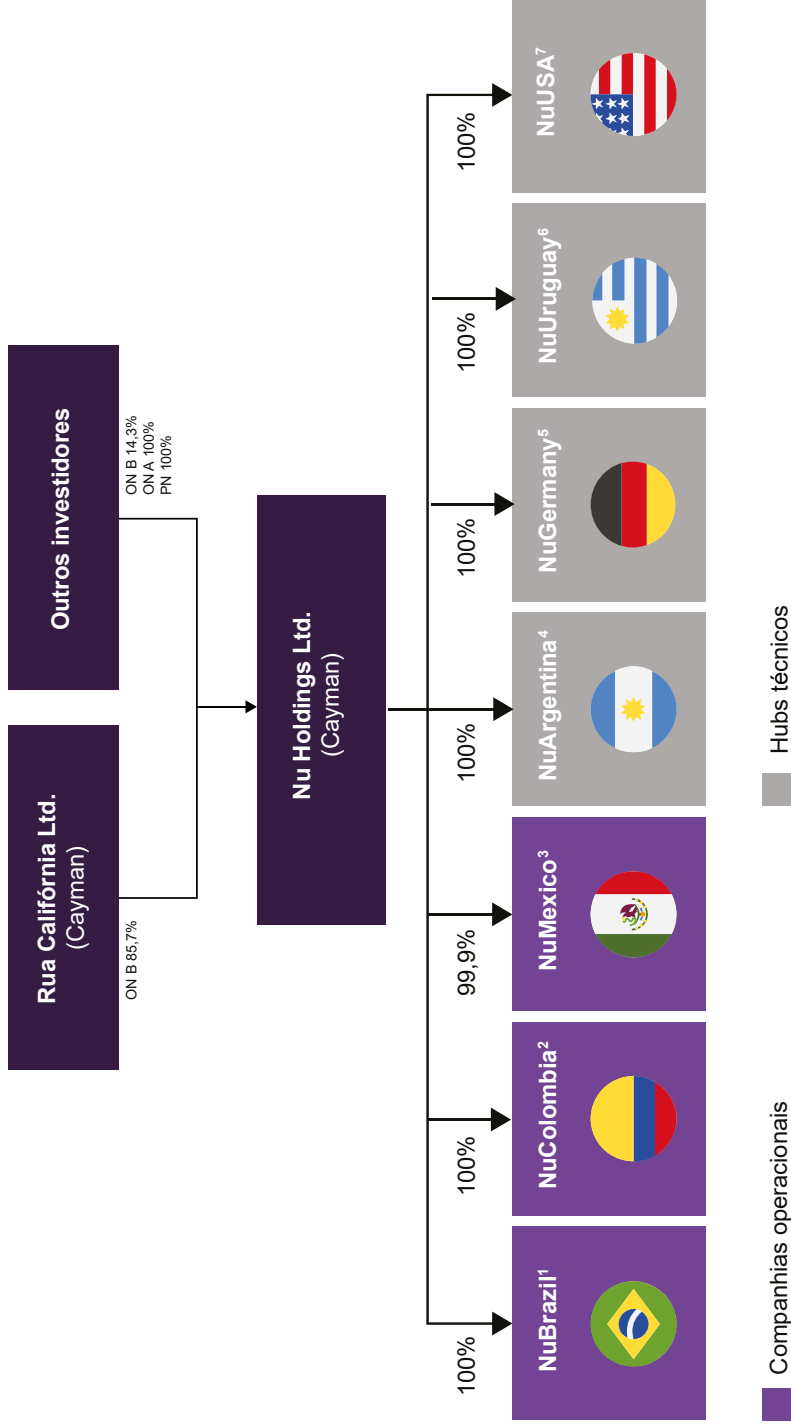 Rua Califórnia Ltd.
(Cayman)
Outros investidores
ON B 85,7%
ON B 14,3%
ON A 100%
PN 100%
Nu Holdings Ltd.
(Cayman)
100%
100%
99,9%
100%
100%
100%
100%
NuBrazil¹
NuColombia²
NuMexico³
NuArgentina⁴
NuGermany⁵
NuUruguay⁶
NuUSA⁷
Companhias operacionais
Hubs técnicos